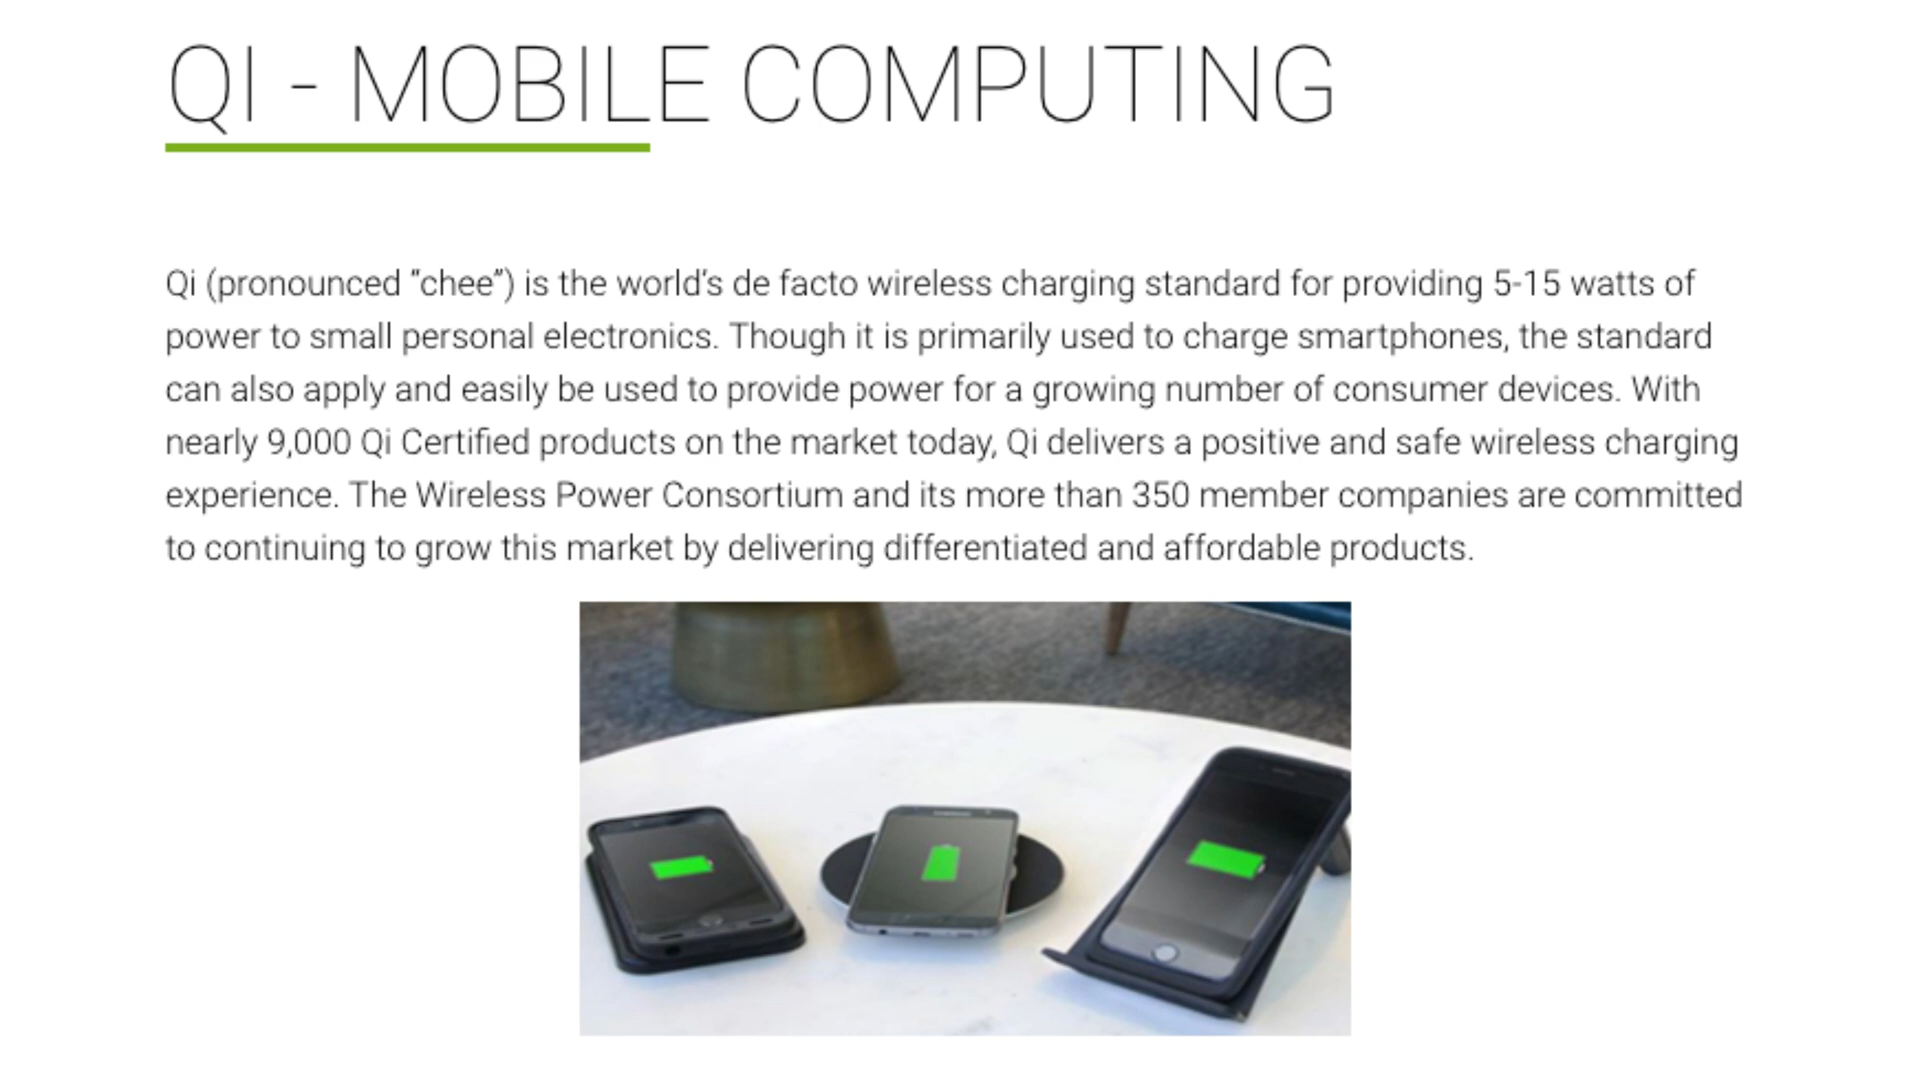 QI - MOBILE COMPUTING
Qi (pronounced “chee”) is the world’s de facto wireless charging standard for providing 5-15 watts of
power to small personal electronics. Though it is primarily used to charge smartphones, the standard
can also apply and easily be used to provide power for a growing number of consumer devices. With
nearly 9,000 Qi Certified products on the market today, Qi delivers a positive and safe wireless charging
experience. The Wireless Power Consortium and its more than 350 member companies are committed
to continuing to grow this market by delivering differentiated and affordable products.